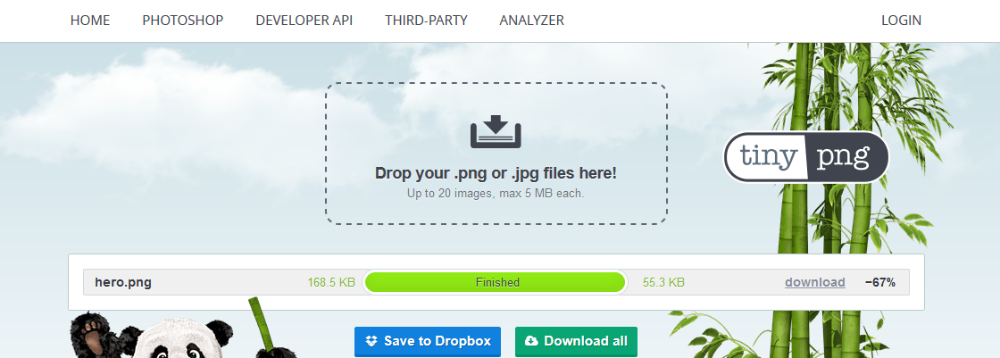 HOME PHOTOSHOP DEVELOPER API THIRD-PARTY ANALYZER LOGIN
Drop your .png or .jpg files here!
Up to 20 images, max 5 MB each.
tiny png
hero.png 168.5 KB Finished 55.3 KB download −67%
Save to Dropbox Download all